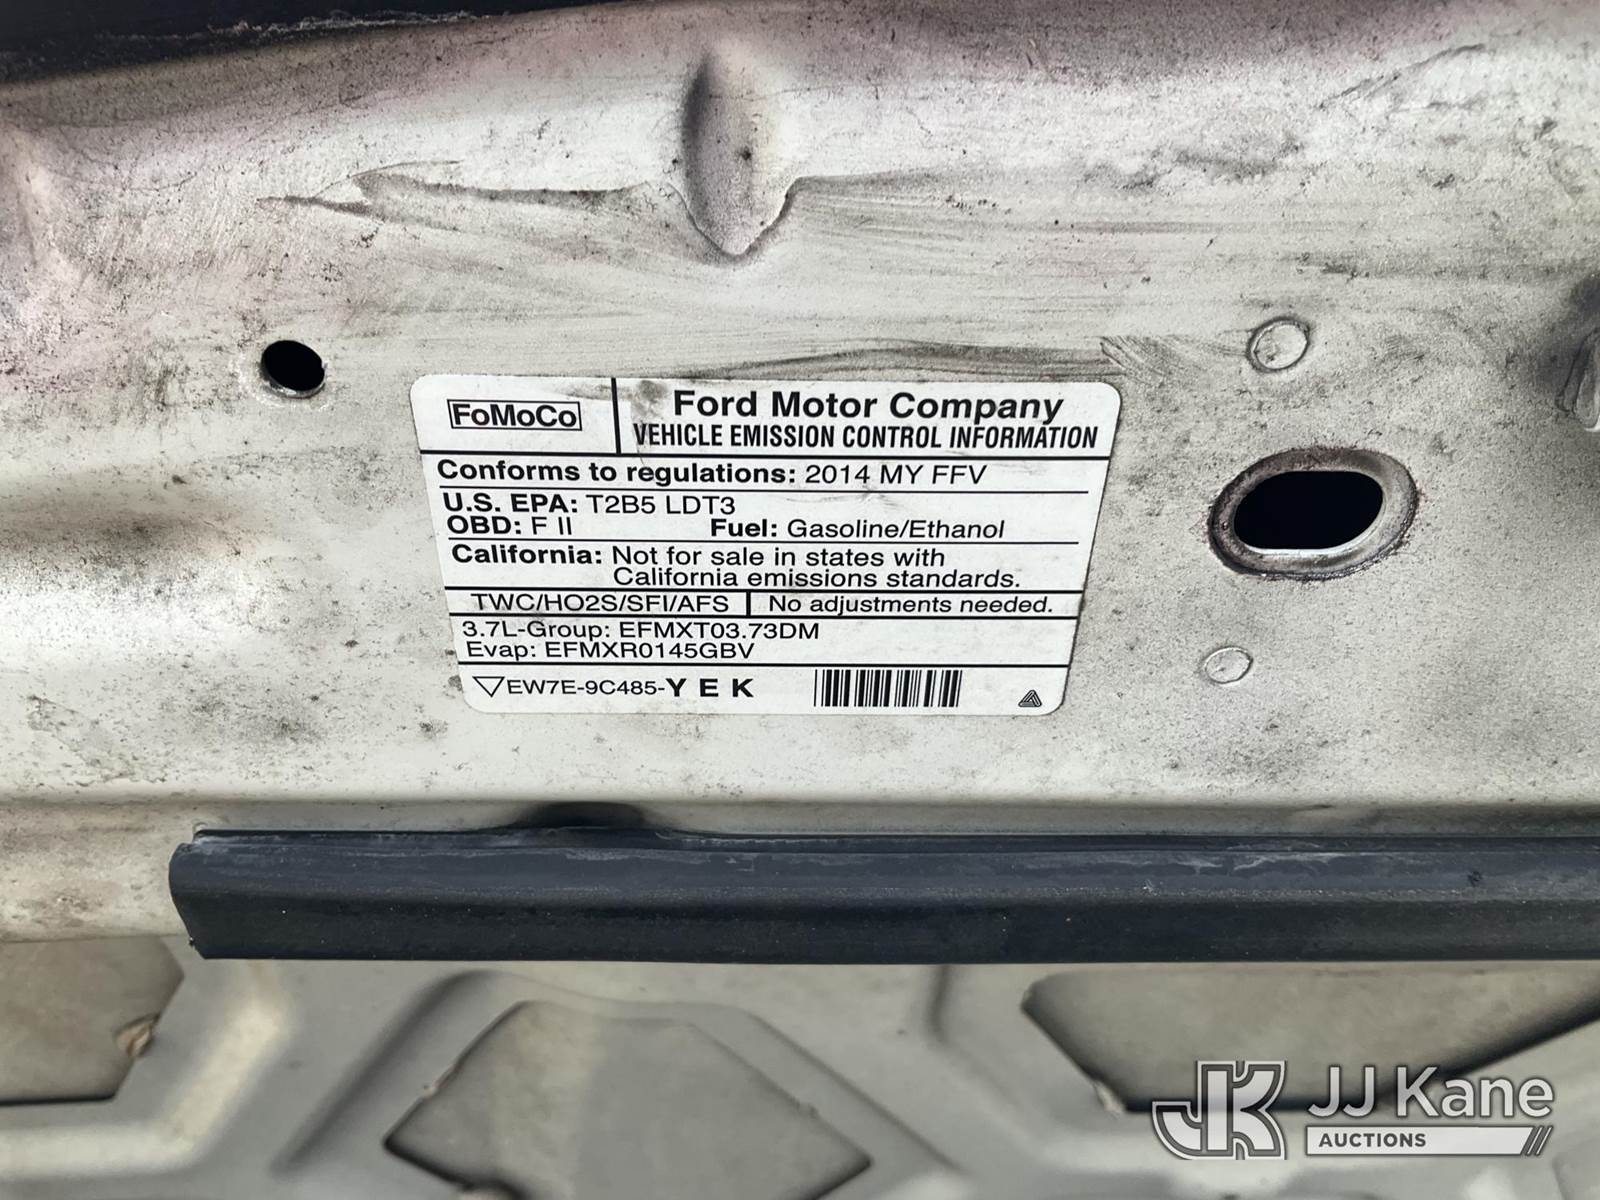 FoMoCo
Ford Motor Company
VEHICLE EMISSION CONTROL INFORMATION
Conforms to regulations: 2014 MY FFV
U.S. EPA: T2B5 LDT3
OBD: F II Fuel: Gasoline/Ethanol
California: Not for sale in states with
California emissions standards.
TWC/HO2S/SFI/AFS No adjustments needed.
3.7L-Group: EFMXT03.73DM
Evap: EFMXR0145GBV
EW7E-9C485-Y E K
JK JJ Kane
AUCTIONS